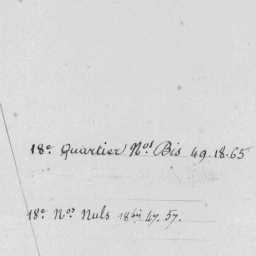 18e Quartier Nos Bis 49.18.65
18e Nos Nuls 18bis 47.57.